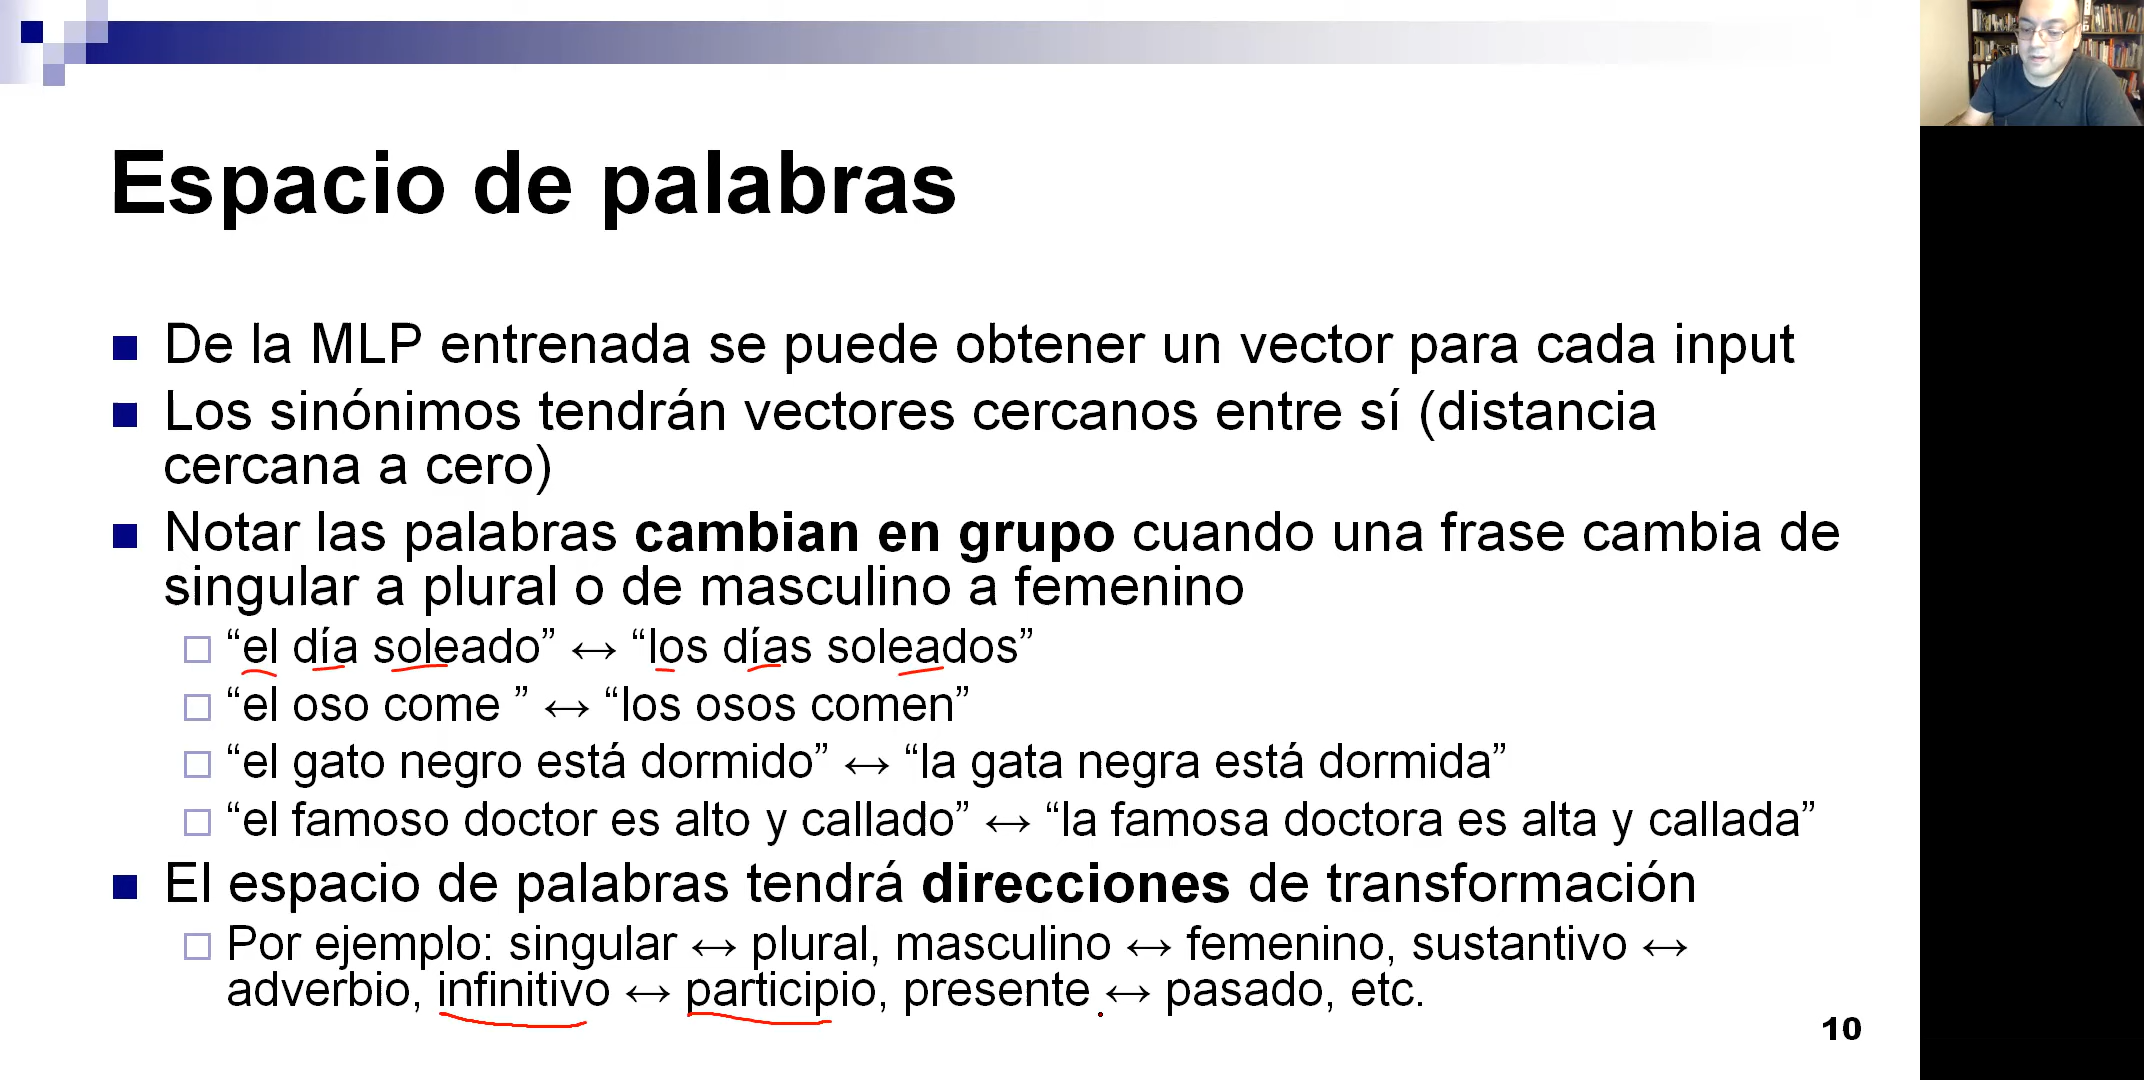 Espacio de palabras
De la MLP entrenada se puede obtener un vector para cada input
Los sinónimos tendrán vectores cercanos entre sí (distancia
cercana a cero)
Notar las palabras cambian en grupo cuando una frase cambia de
singular a plural o de masculino a femenino
“el día soleado” ↔ “los días soleados”
“el oso come ” ↔ “los osos comen”
“el gato negro está dormido” ↔ “la gata negra está dormida”
“el famoso doctor es alto y callado” ↔ “la famosa doctora es alta y callada”
El espacio de palabras tendrá direcciones de transformación
Por ejemplo: singular ↔ plural, masculino ↔ femenino, sustantivo ↔
adverbio, infinitivo ↔ participio, presente ↔ pasado, etc.
10